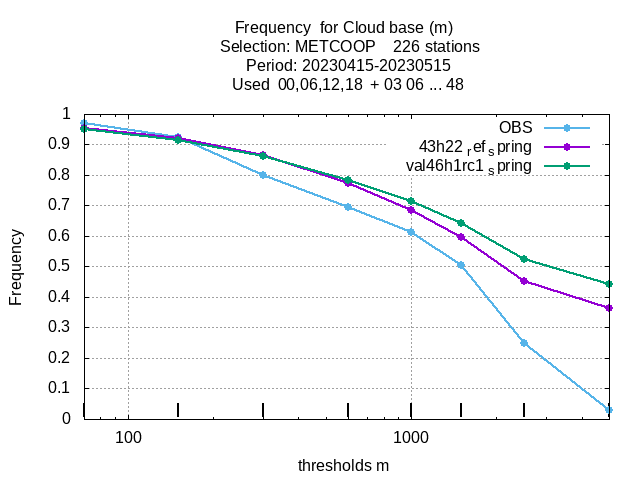 Frequency for Cloud base (m)
Selection: METCOOP 226 stations
Period: 20230415-20230515
Used 00,06,12,18 + 03 06 ... 48
1
0.9
0.8
0.7
0.6
0.5
0.4
0.3
0.2
0.1
0
Frequency
OBS
43h22 ref spring
val46h1rc1 spring
100
1000
thresholds m